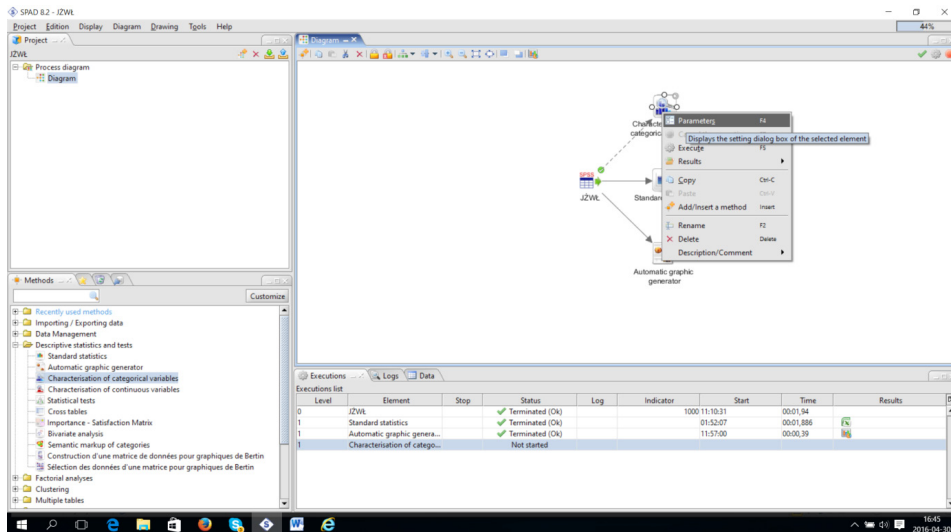 SPAD 8.2 - JŻWŁ
Project Edition Display Diagram Drawing Tools Help
44%
Project
JŻWŁ
Process diagram
Diagram
Diagram
JŻWŁ
Automatic graphic
generator
Parameters F4
Displays the setting dialog box of the selected element
Execute F5
Results
Copy Ctrl-C
Paste Ctrl-V
Add/Insert a method Insert
Rename F2
Delete Delete
Description/Comment
Methods
Customize
Recently used methods
Importing / Exporting data
Data Management
Descriptive statistics and tests
Standard statistics
Automatic graphic generator
Characterisation of categorical variables
Characterisation of continuous variables
Statistical tests
Cross tables
Importance - Satisfaction Matrix
Bivariate analysis
Semantic markup of categories
Construction d'une matrice de données pour graphiques de Bertin
Sélection des données d'une matrice pour graphiques de Bertin
Factorial analyses
Clustering
Multiple tables
Executions Logs Data
Executions list
Level Element Stop Status Log Indicator Start Time Results
0 JŻWŁ Terminated (Ok) 1000 11:10:31 00:01,94
1 Standard statistics Terminated (Ok) 01:52:07 00:01,886
1 Automatic graphic genera... Terminated (Ok) 11:57:00 00:00,39
1 Characterisation of catego... Not started
16:45
2016-04-30